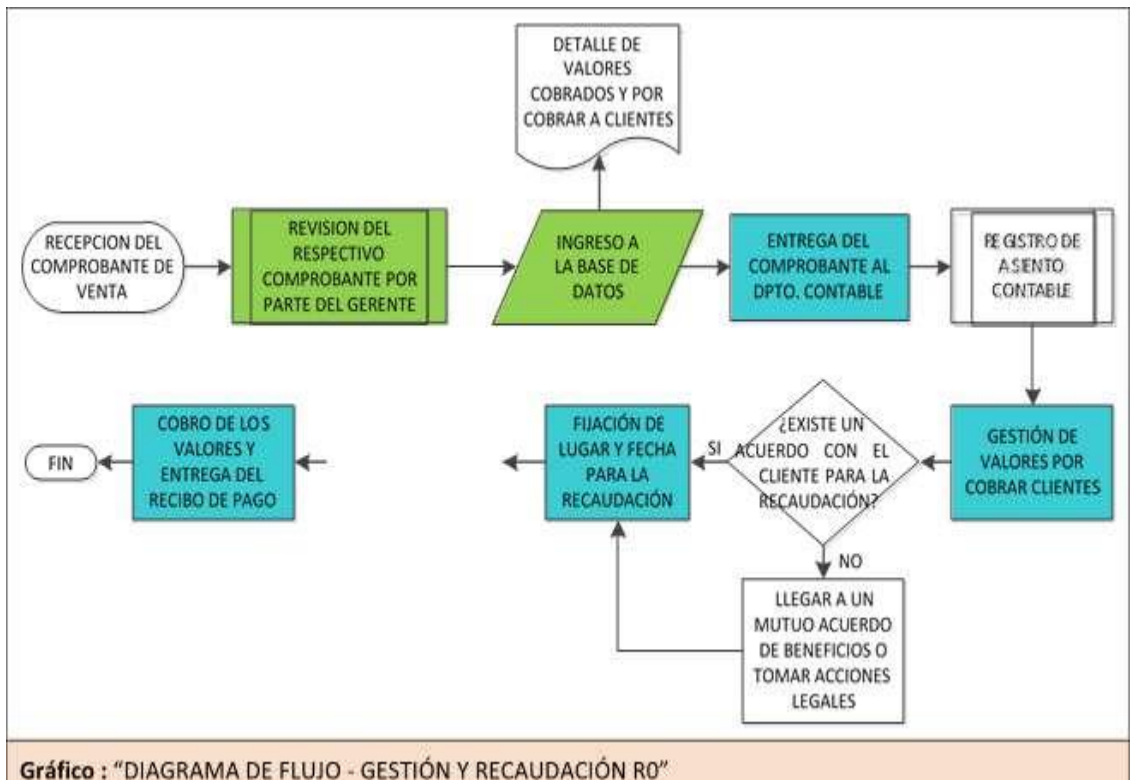 DETALLE DE
VALORES
COBRADOS Y POR
COBRAR A CLIENTES
RECEPCION DEL
COMPROBANTE DE
VENTA
REVISION DEL
RESPECTIVO
COMPROBANTE POR
PARTE DEL GERENTE
INGRESO A
LA BASE DE
DATOS
ENTREGA DEL
COMPROBANTE AL
DPTO. CONTABLE
REGISTRO DE
ASIENTO
CONTABLE
GESTIÓN DE
VALORES POR
COBRAR CLIENTES
¿EXISTE UN
ACUERDO CON EL
CLIENTE PARA LA
RECAUDACIÓN?
SI
NO
FIJACIÓN DE
LUGAR Y FECHA
PARA LA
RECAUDACIÓN
LLEGAR A UN
MUTUO ACUERDO
DE BENEFICIOS O
TOMAR ACCIONES
LEGALES
COBRO DE LOS
VALORES Y
ENTREGA DEL
RECIBO DE PAGO
FIN
Gráfico : "DIAGRAMA DE FLUJO - GESTIÓN Y RECAUDACIÓN R0"